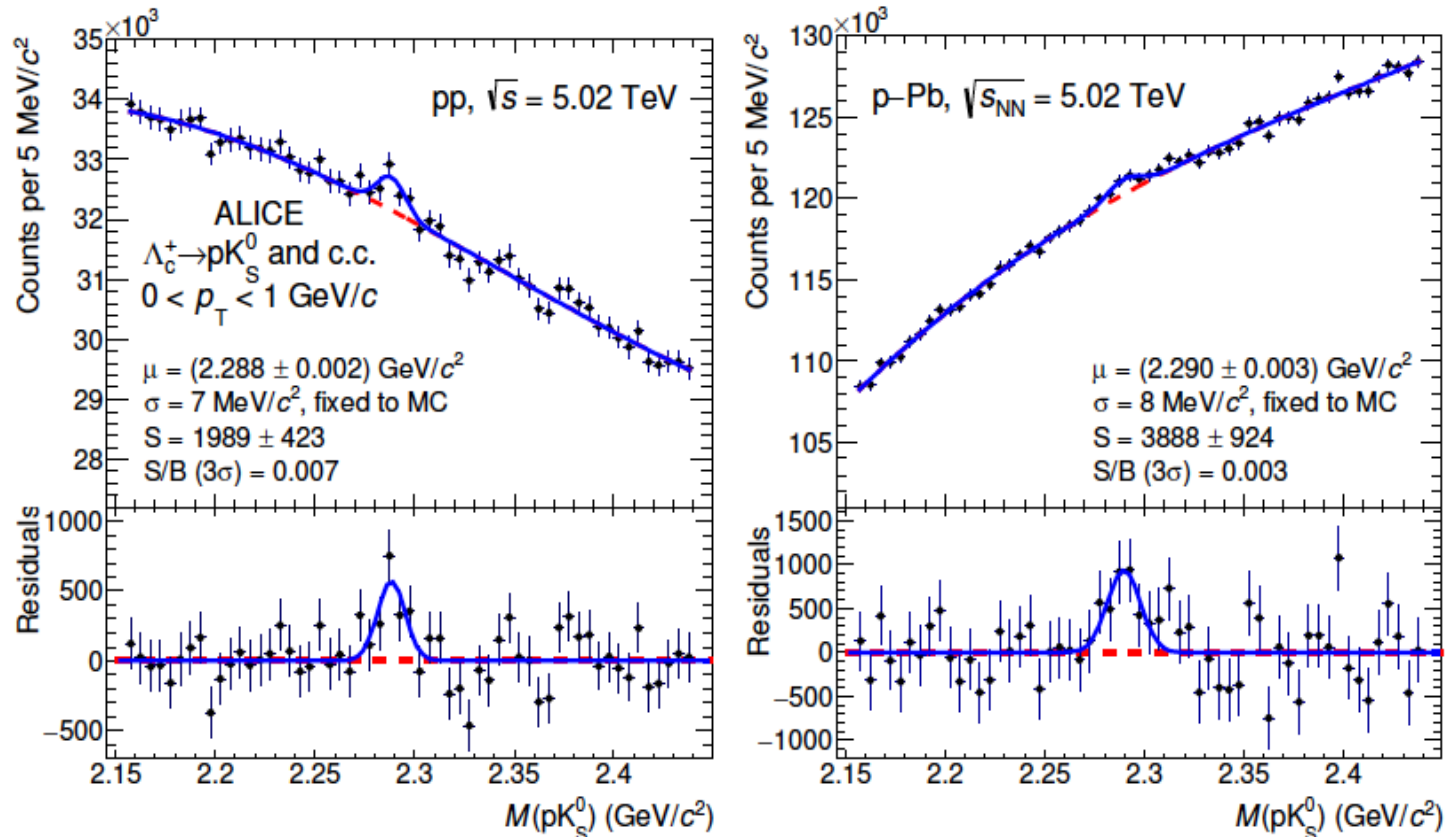 ×10³
35
34
33
32
31
30
29
28
Counts per 5 MeV/c²
pp, √s = 5.02 TeV
ALICE
Λc⁺→pK⁰S and c.c.
0 < pT < 1 GeV/c
μ = (2.288 ± 0.002) GeV/c²
σ = 7 MeV/c², fixed to MC
S = 1989 ± 423
S/B (3σ) = 0.007
1000
500
0
−500
Residuals
2.15 2.2 2.25 2.3 2.35 2.4
M(pK⁰S) (GeV/c²)
×10³
130
125
120
115
110
105
Counts per 5 MeV/c²
p−Pb, √sNN = 5.02 TeV
μ = (2.290 ± 0.003) GeV/c²
σ = 8 MeV/c², fixed to MC
S = 3888 ± 924
S/B (3σ) = 0.003
1500
1000
500
0
−500
−1000
Residuals
2.15 2.2 2.25 2.3 2.35 2.4
M(pK⁰S) (GeV/c²)